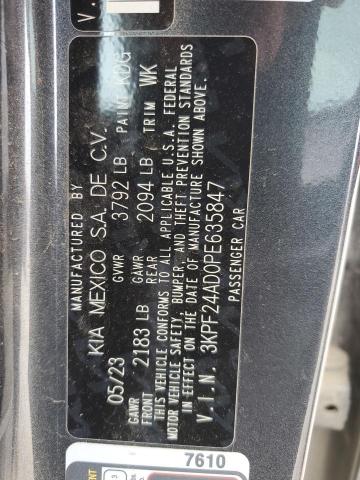 MANUFACTURED BY
KIA MEXICO S.A. DE C.V.
05/23 GVWR 3792 LB PAINT KDG
GAWR FRONT 2183 LB GAWR REAR 2094 LB TRIM WK
THIS VEHICLE CONFORMS TO ALL APPLICABLE U.S.A. FEDERAL
MOTOR VEHICLE SAFETY, BUMPER, AND THEFT PREVENTION STANDARDS
IN EFFECT ON THE DATE OF MANUFACTURE SHOWN ABOVE.
V.I.N. 3KPF24AD0PE635847
PASSENGER CAR
7610